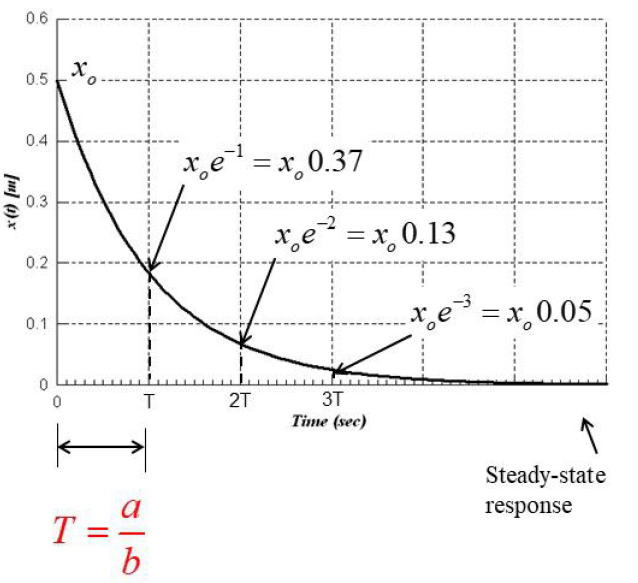 0.6
0.5
x_o
0.4
x_o e^{-1} = x_o 0.37
x(t) [m]
0.3
x_o e^{-2} = x_o 0.13
0.2
x_o e^{-3} = x_o 0.05
0.1
0
0 T 2T 3T
Time (sec)
Steady-state
response
T = a/b